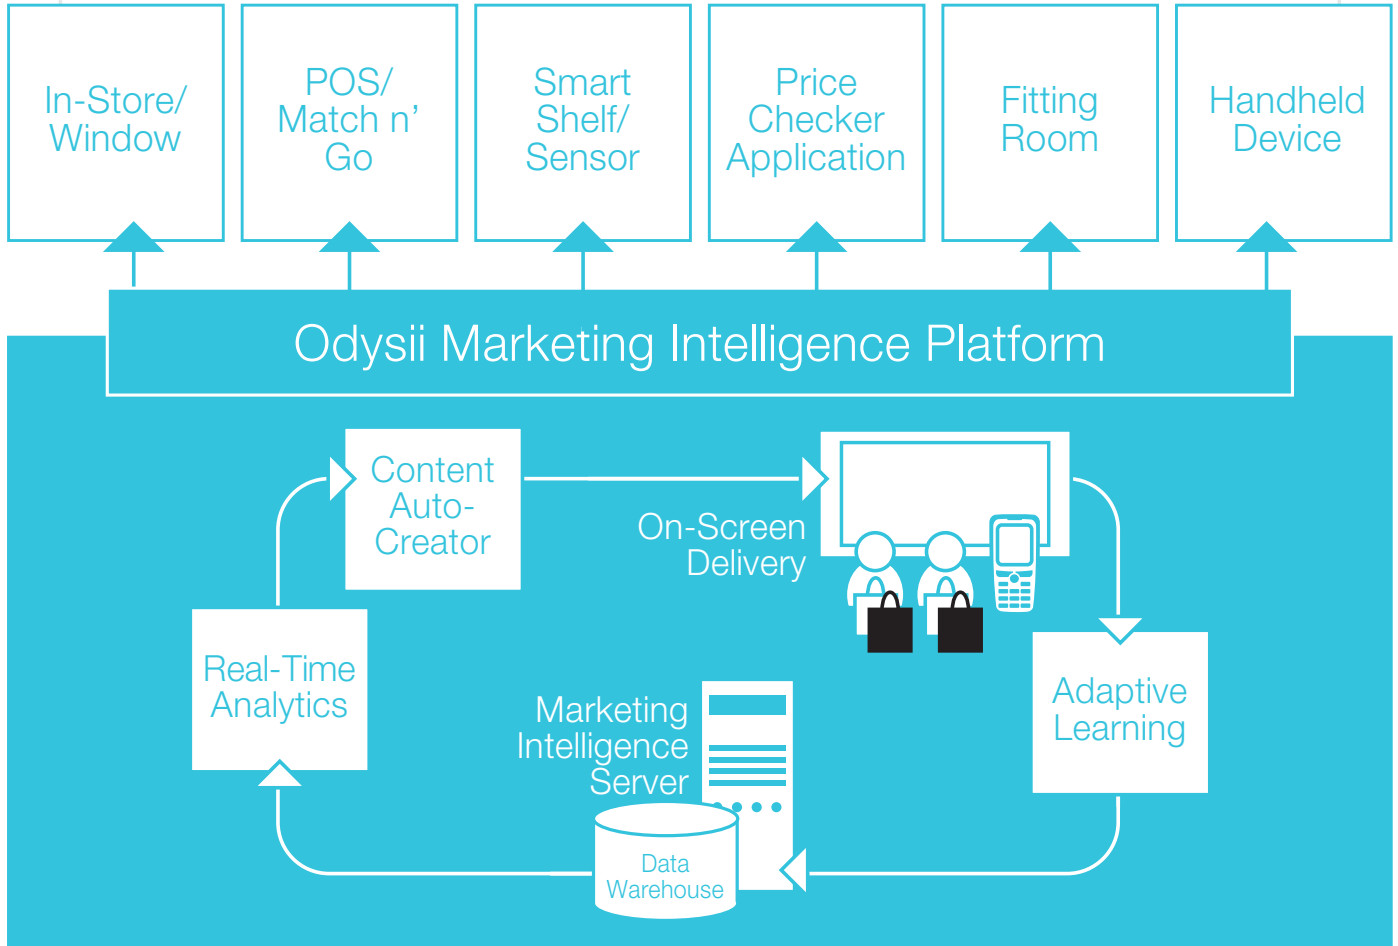 In-Store/
Window
POS/
Match n’
Go
Smart
Shelf/
Sensor
Price
Checker
Application
Fitting
Room
Handheld
Device
Odysii Marketing Intelligence Platform
Content
Auto-
Creator
On-Screen
Delivery
Real-Time
Analytics
Adaptive
Learning
Marketing
Intelligence
Server
Data
Warehouse